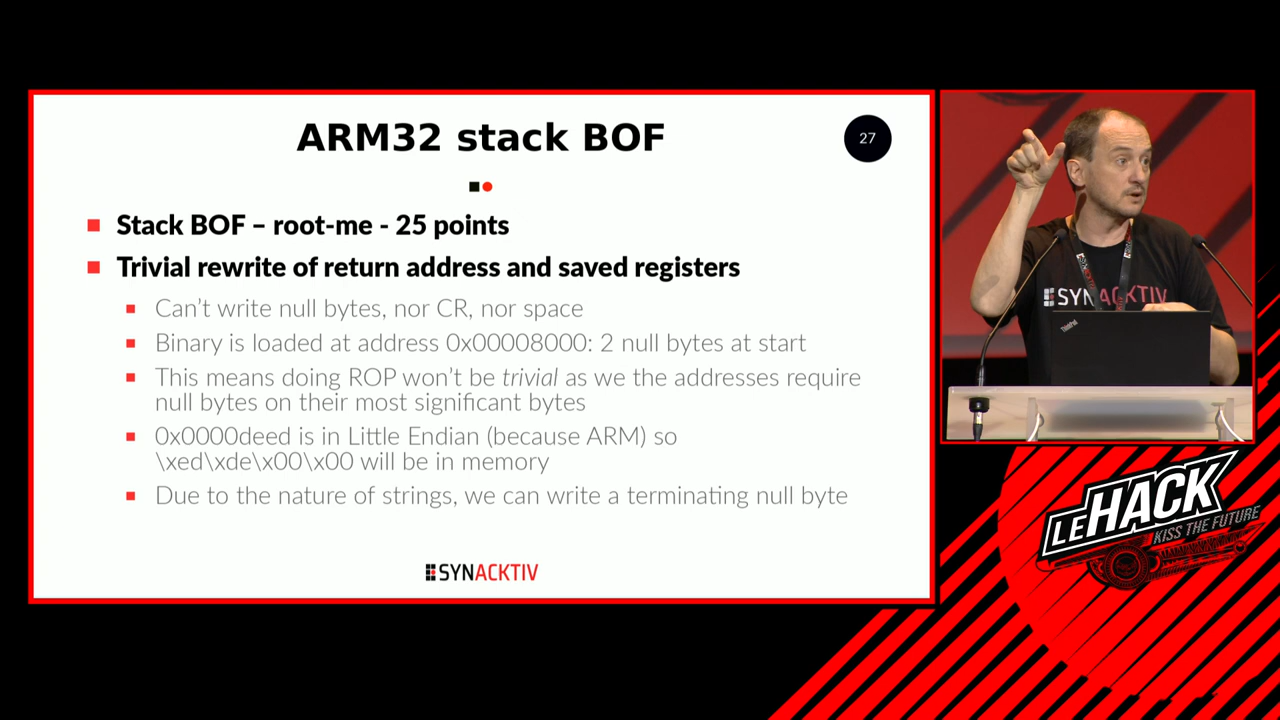 ARM32 stack BOF
27
Stack BOF – root-me - 25 points
Trivial rewrite of return address and saved registers
Can't write null bytes, nor CR, nor space
Binary is loaded at address 0x00008000: 2 null bytes at start
This means doing ROP won't be trivial as we the addresses require
null bytes on their most significant bytes
0x0000deed is in Little Endian (because ARM) so
\xed\xde\x00\x00 will be in memory
Due to the nature of strings, we can write a terminating null byte
SYNACKTIV
SYNACKTIV
ThinkPad
LEHACK
KISS THE FUTURE